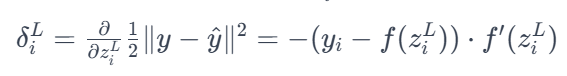 δ_i^L = ∂/∂z_i^L 1/2 ‖y − ŷ‖² = −(y_i − f(z_i^L)) · f′(z_i^L)